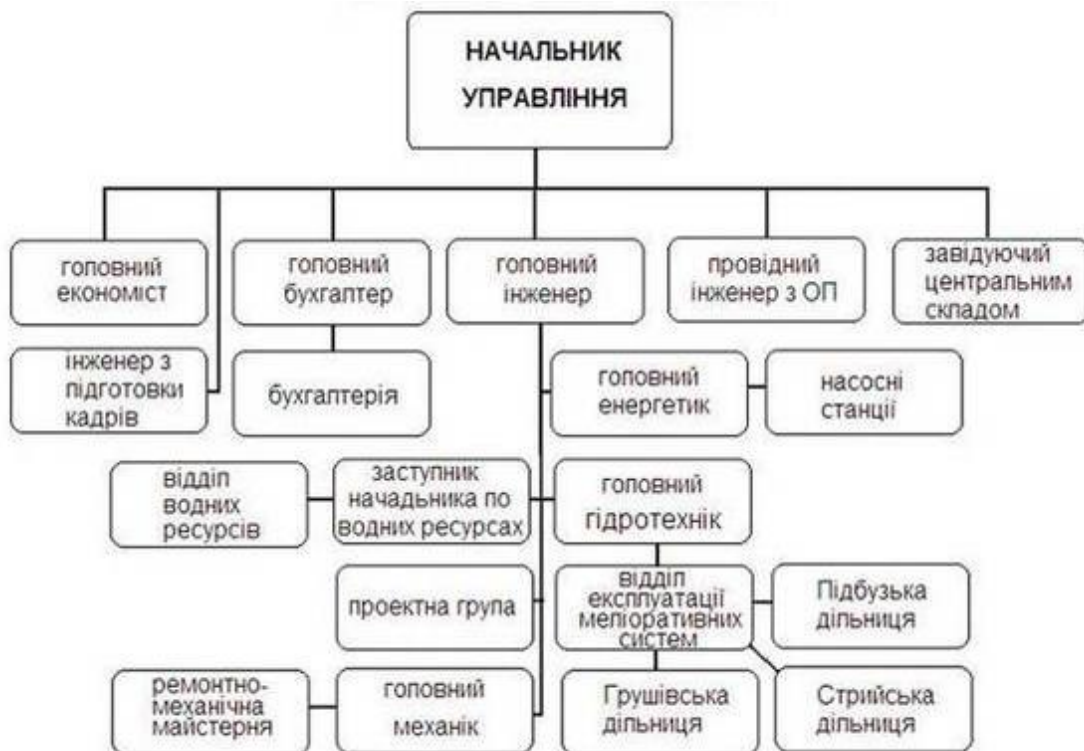 НАЧАЛЬНИК
УПРАВЛІННЯ
головний
економіст
головний
бухгалтер
головний
інженер
провідний
інженер з ОП
завідуючий
центральним
складом
інженер з
підготовки
кадрів
бухгалтерія
головний
енергетик
насосні
станції
відділ
водних
ресурсів
заступник
начадьника по
водних ресурсах
головний
гідротехнік
проектна група
відділ
експлуатації
меліоративних
систем
Підбузька
дільниця
ремонтно-
механічна
майстерня
головний
механік
Грушівська
дільниця
Стрийська
дільниця